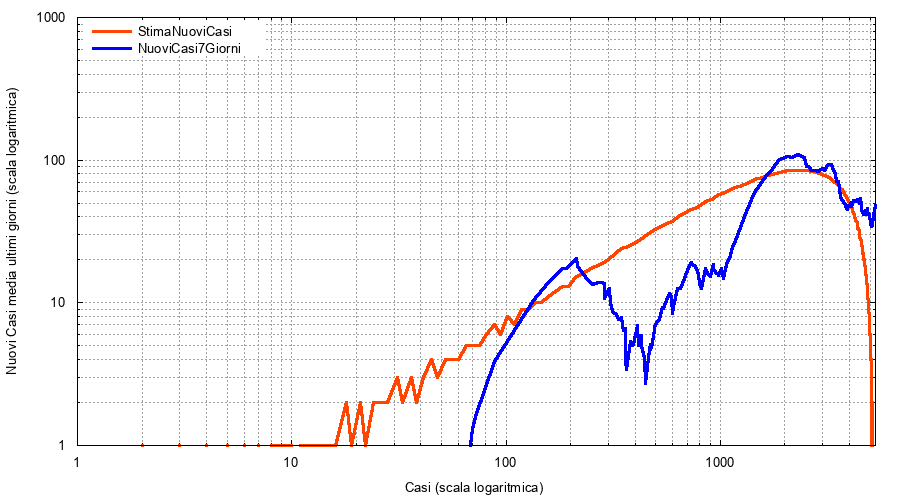 1000
StimaNuoviCasi
NuoviCasi7Giorni
100
10
1
Nuovi Casi media ultimi giorni (scala logaritmica)
1 10 100 1000
Casi (scala logaritmica)